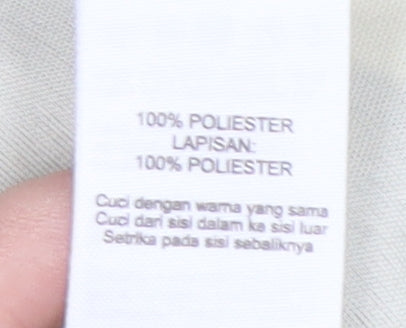 100% POLIESTER
LAPISAN:
100% POLIESTER
Cuci dengan warna yang sama
Cuci dari sisi dalam ke sisi luar
Setrika pada sisi sebaliknya